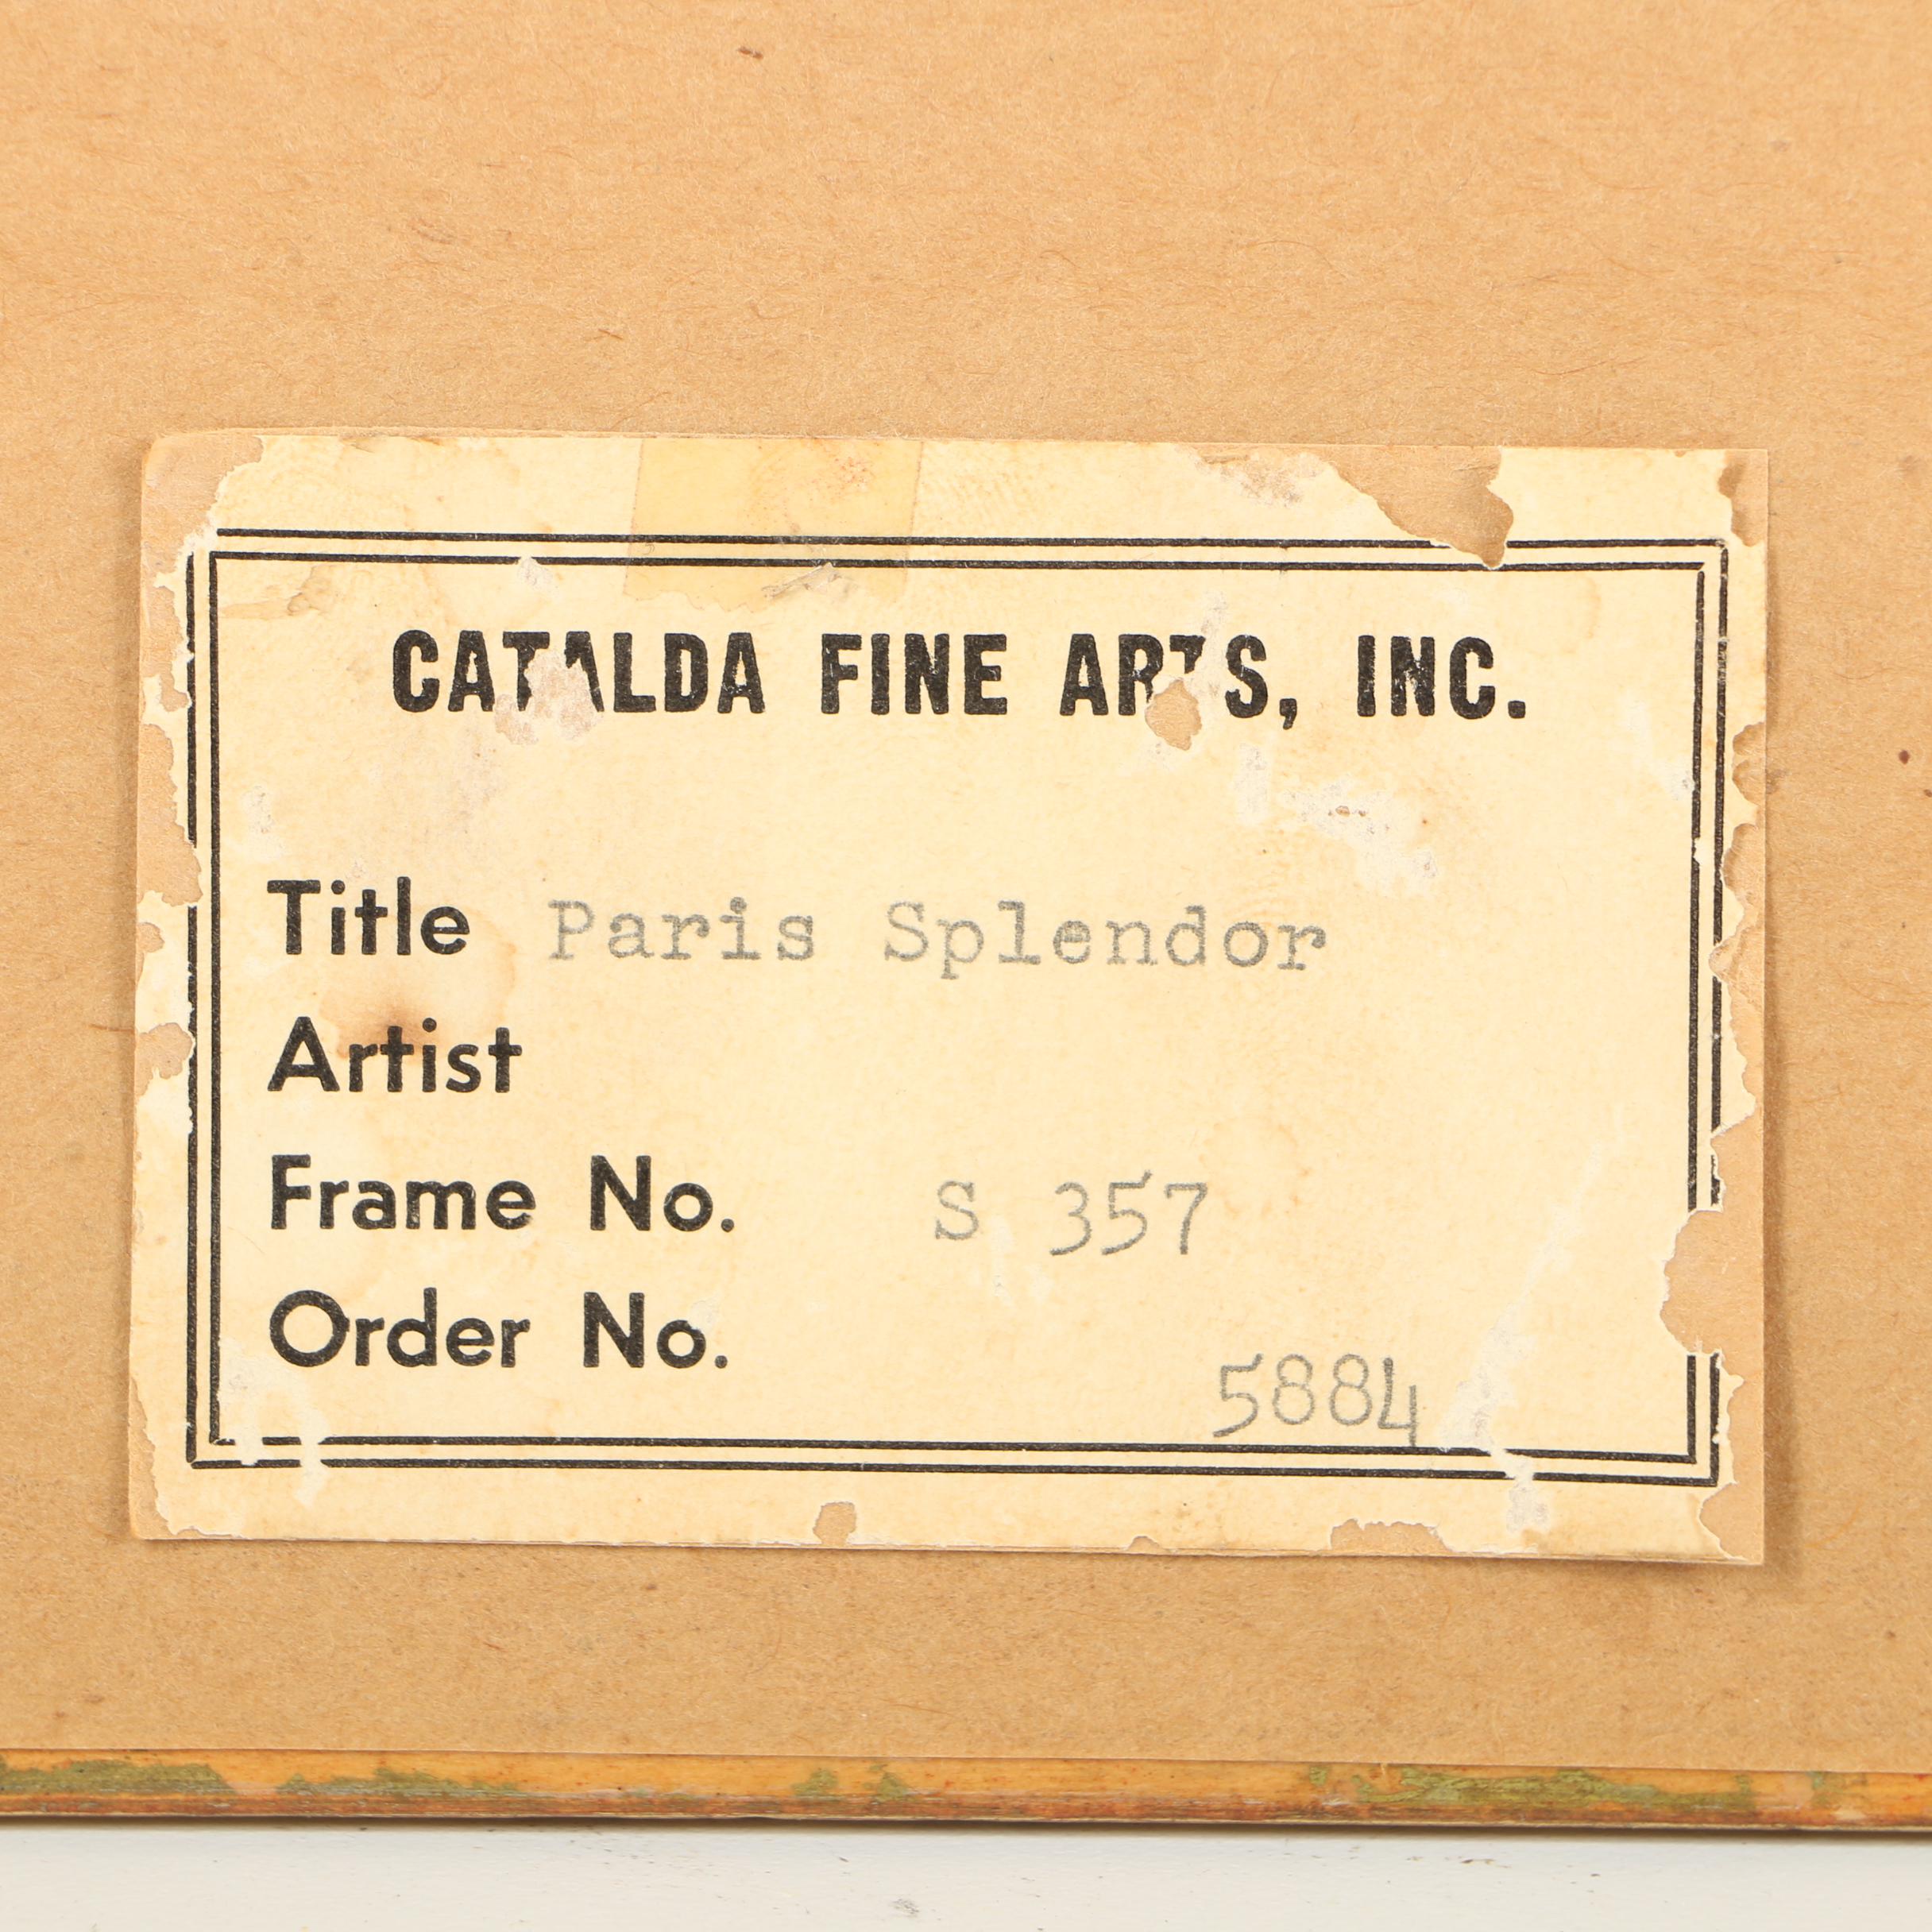 CATALDA FINE ARTS, INC.
Title Paris Splendor
Artist
Frame No. S 357
Order No.
5884